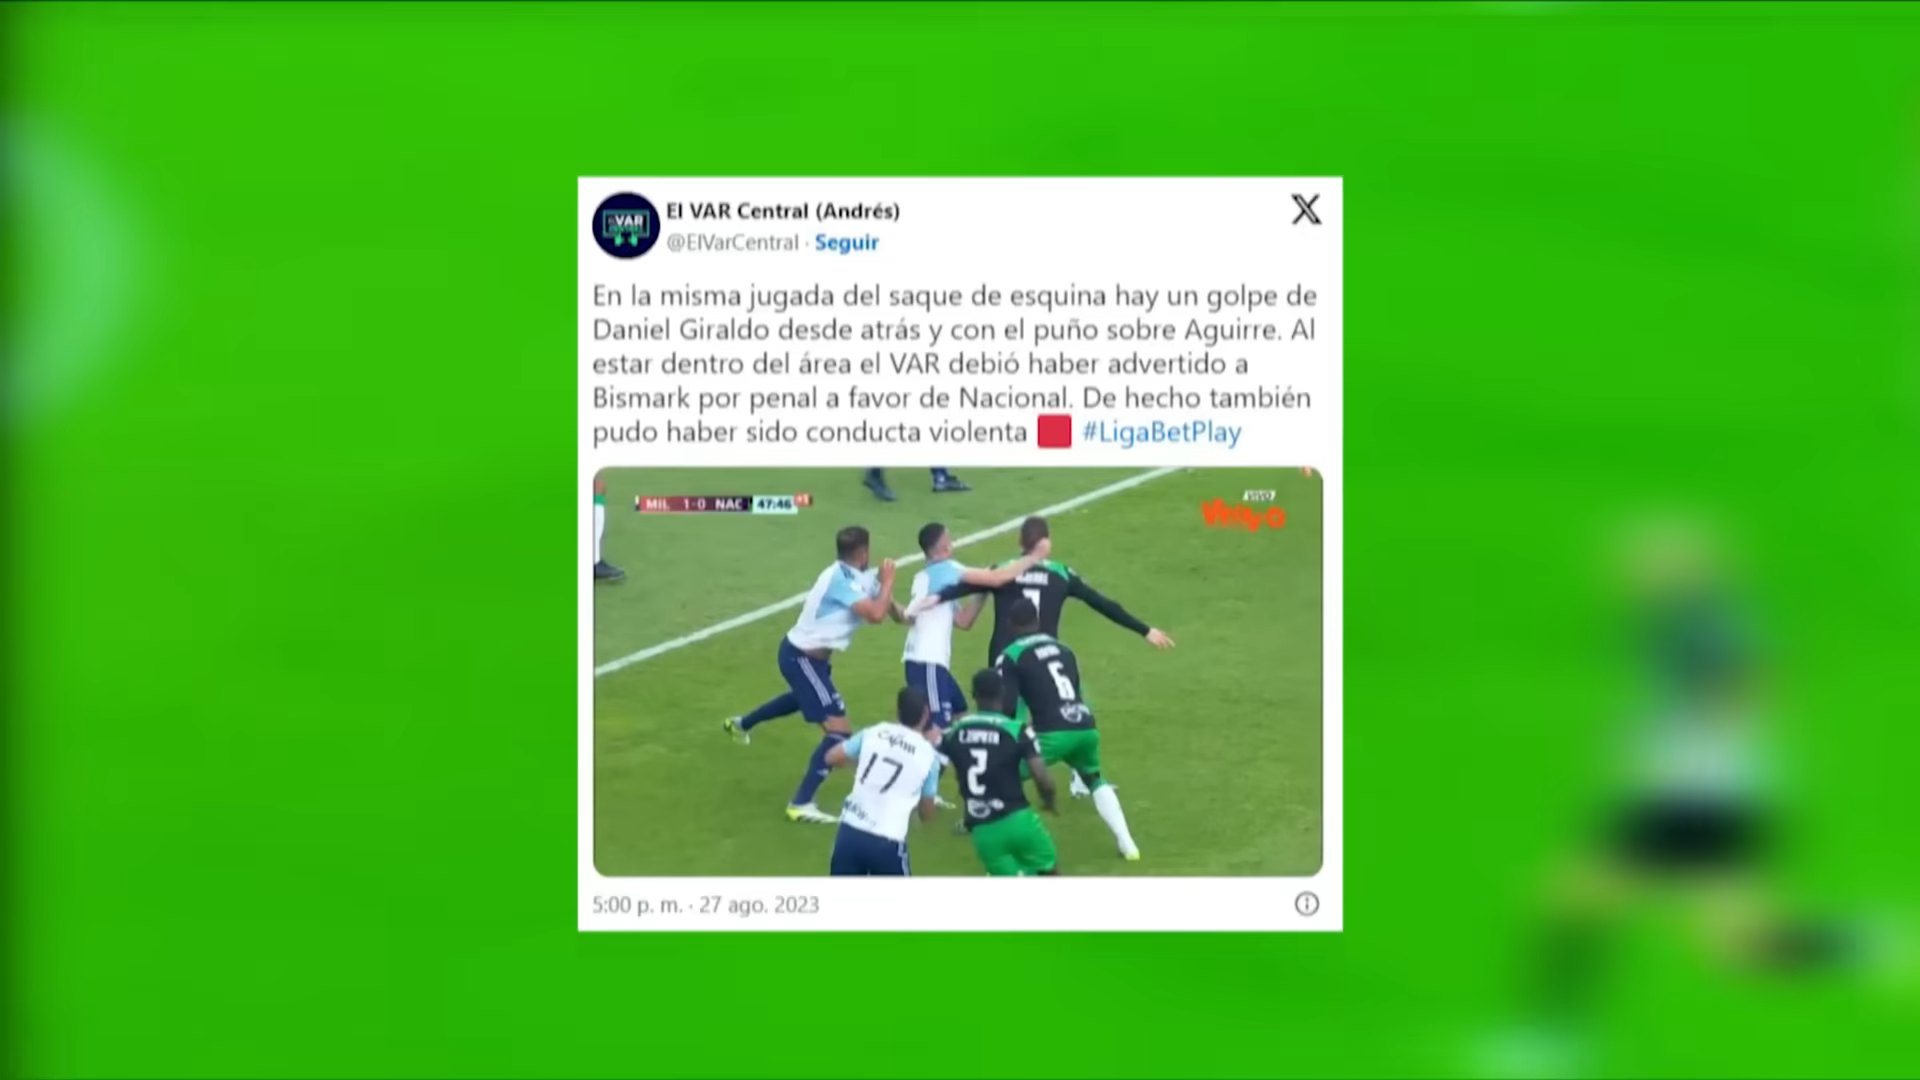 El VAR Central (Andrés)
@ElVarCentral · Seguir
En la misma jugada del saque de esquina hay un golpe de
Daniel Giraldo desde atrás y con el puño sobre Aguirre. Al
estar dentro del área el VAR debió haber advertido a
Bismark por penal a favor de Nacional. De hecho también
pudo haber sido conducta violenta 🟥 #LigaBetPlay
MIL 1-0 NAC 47:46 +1
VIVO
7
6
17
2
5:00 p. m. · 27 ago. 2023